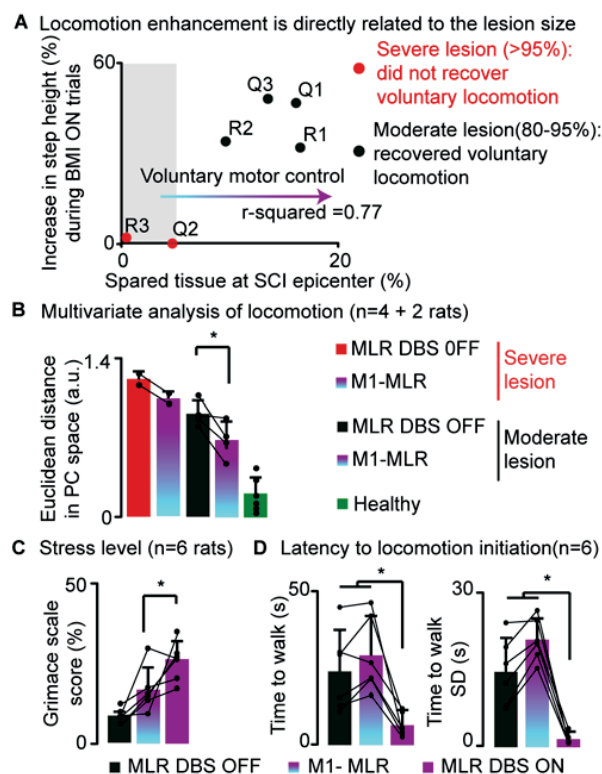 A Locomotion enhancement is directly related to the lesion size
Increase in step height (%)
during BMI ON trials
60
0
Q3
Q1
R2
R1
Voluntary motor control
r-squared =0.77
R3
Q2
0
20
Spared tissue at SCI epicenter (%)
Severe lesion (>95%):
did not recover
voluntary locomotion
Moderate lesion(80-95%):
recovered voluntary
locomotion
B Multivariate analysis of locomotion (n=4 + 2 rats)
Euclidean distance
in PC space (a.u.)
1.4
0
*
MLR DBS 0FF
M1-MLR
Severe
lesion
MLR DBS OFF
M1-MLR
Moderate
lesion
Healthy
C Stress level (n=6 rats)
Grimace scale
score (%)
50
0
*
D Latency to locomotion initiation(n=6)
Time to walk (s)
50
0
*
Time to walk
SD (s)
30
0
*
MLR DBS OFF
M1- MLR
MLR DBS ON